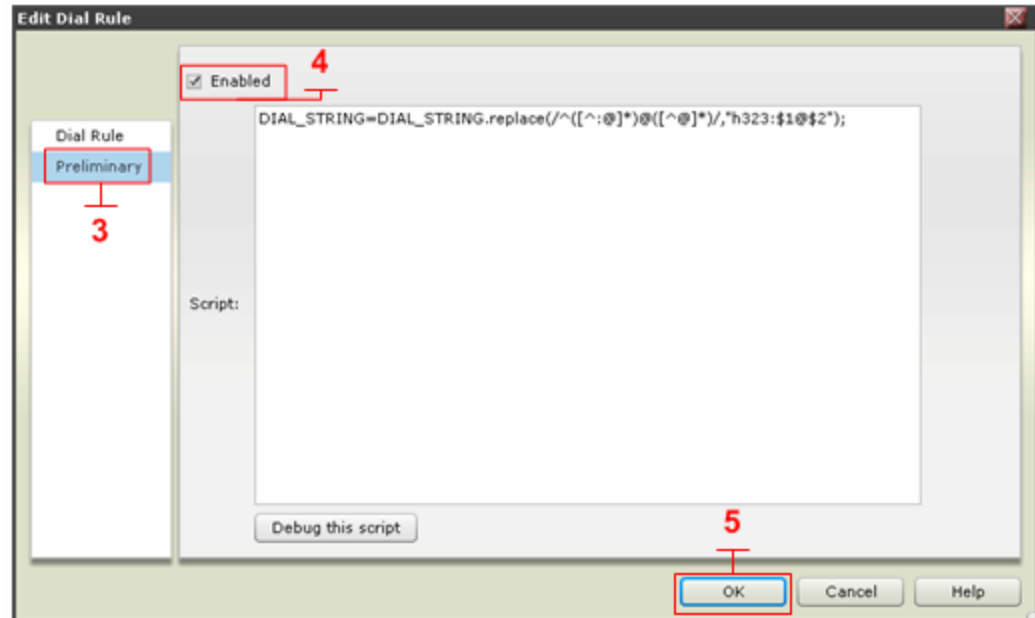 Edit Dial Rule
4
Enabled
DIAL_STRING=DIAL_STRING.replace(/^([^:@]*)@([^@]*)/,"h323:$1@$2");
Dial Rule
Preliminary
3
Script:
Debug this script
5
OK
Cancel
Help